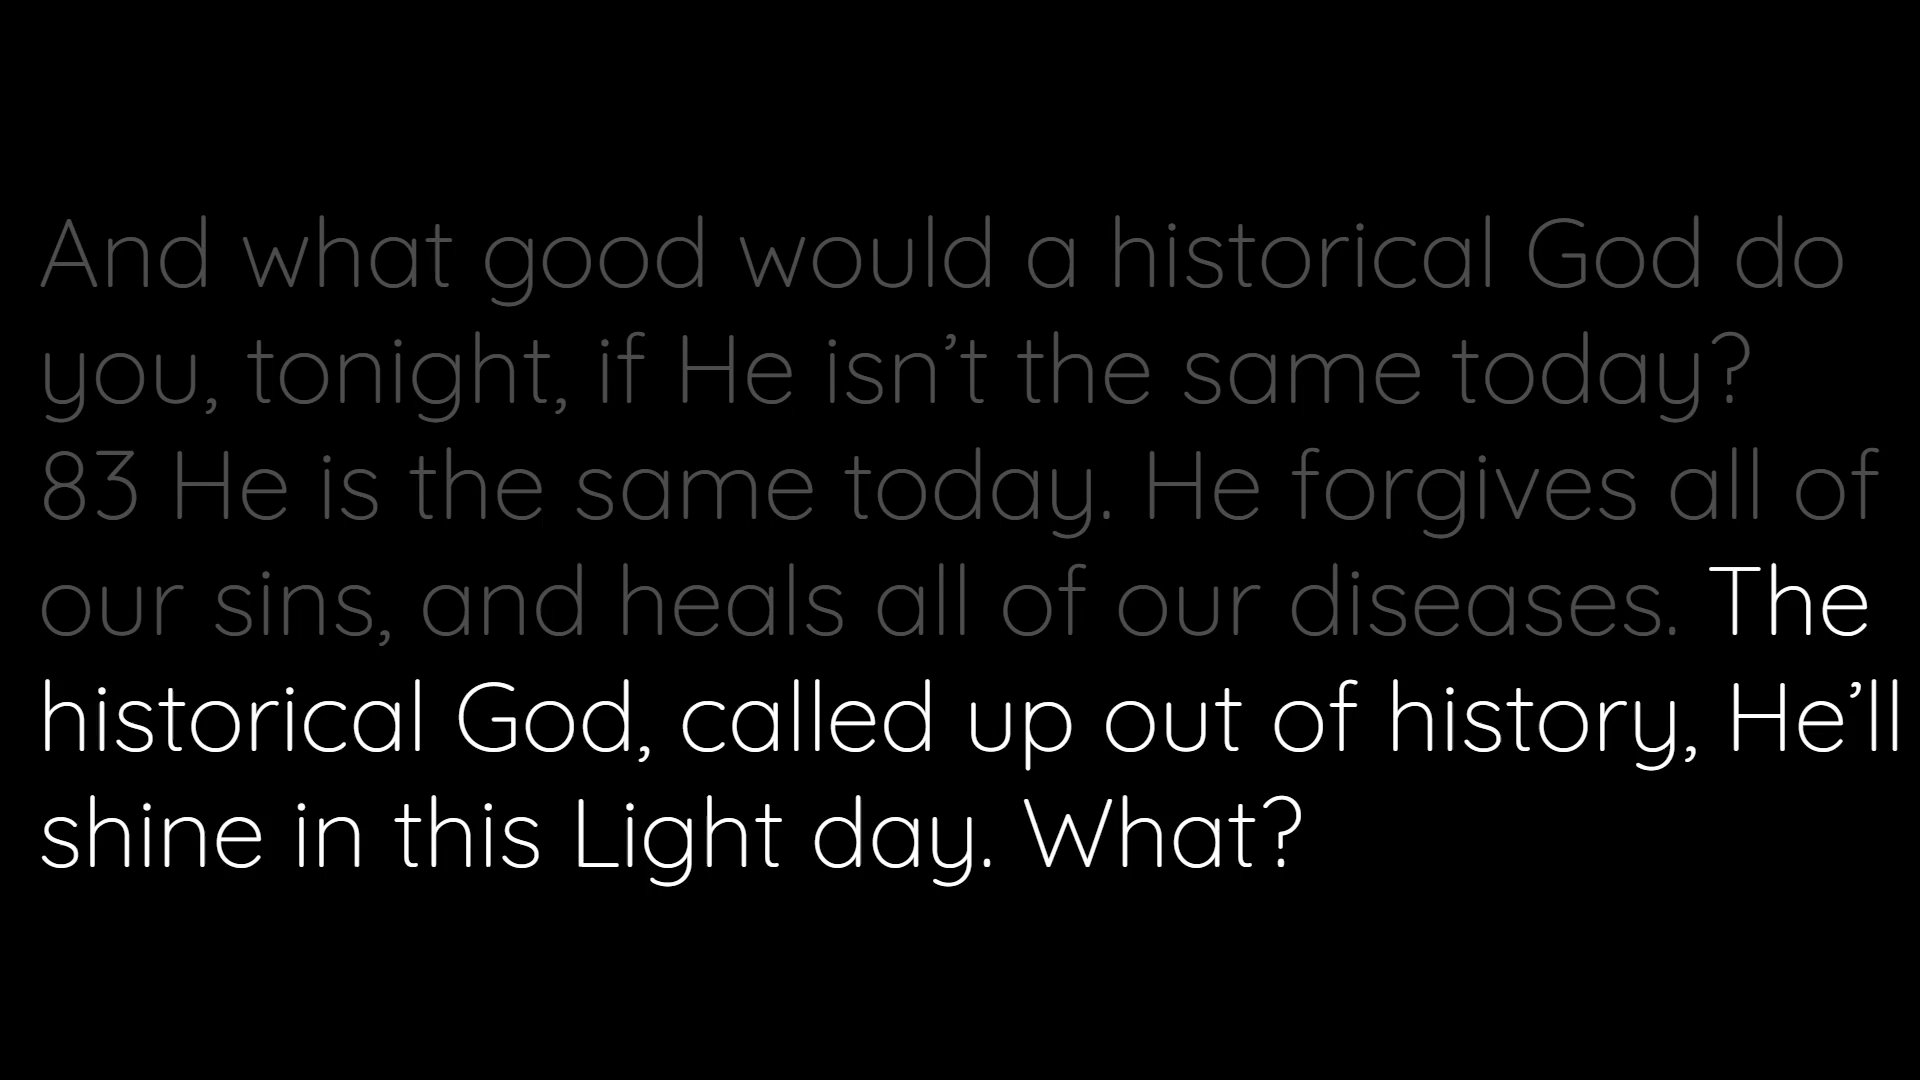 And what good would a historical God do
you, tonight, if He isn’t the same today?
83 He is the same today. He forgives all of
our sins, and heals all of our diseases. The
historical God, called up out of history, He’ll
shine in this Light day. What?